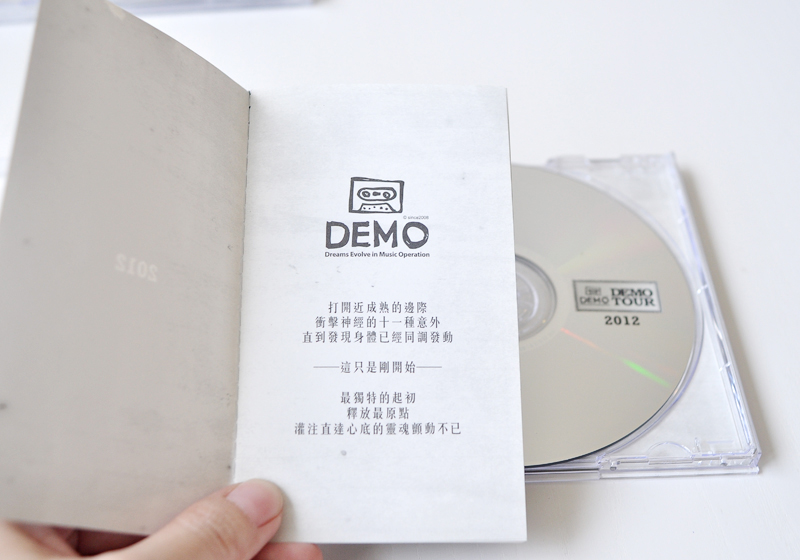 2012
© since2008
DEMO
Dreams Evolve in Music Operation
打開近成熟的邊際
衝擊神經的十一種意外
直到發現身體已經同調發動
——這只是剛開始——
最獨特的起初
釋放最原點
灌注直達心底的靈魂顫動不已
DEMO
DEMO
TOUR
2012